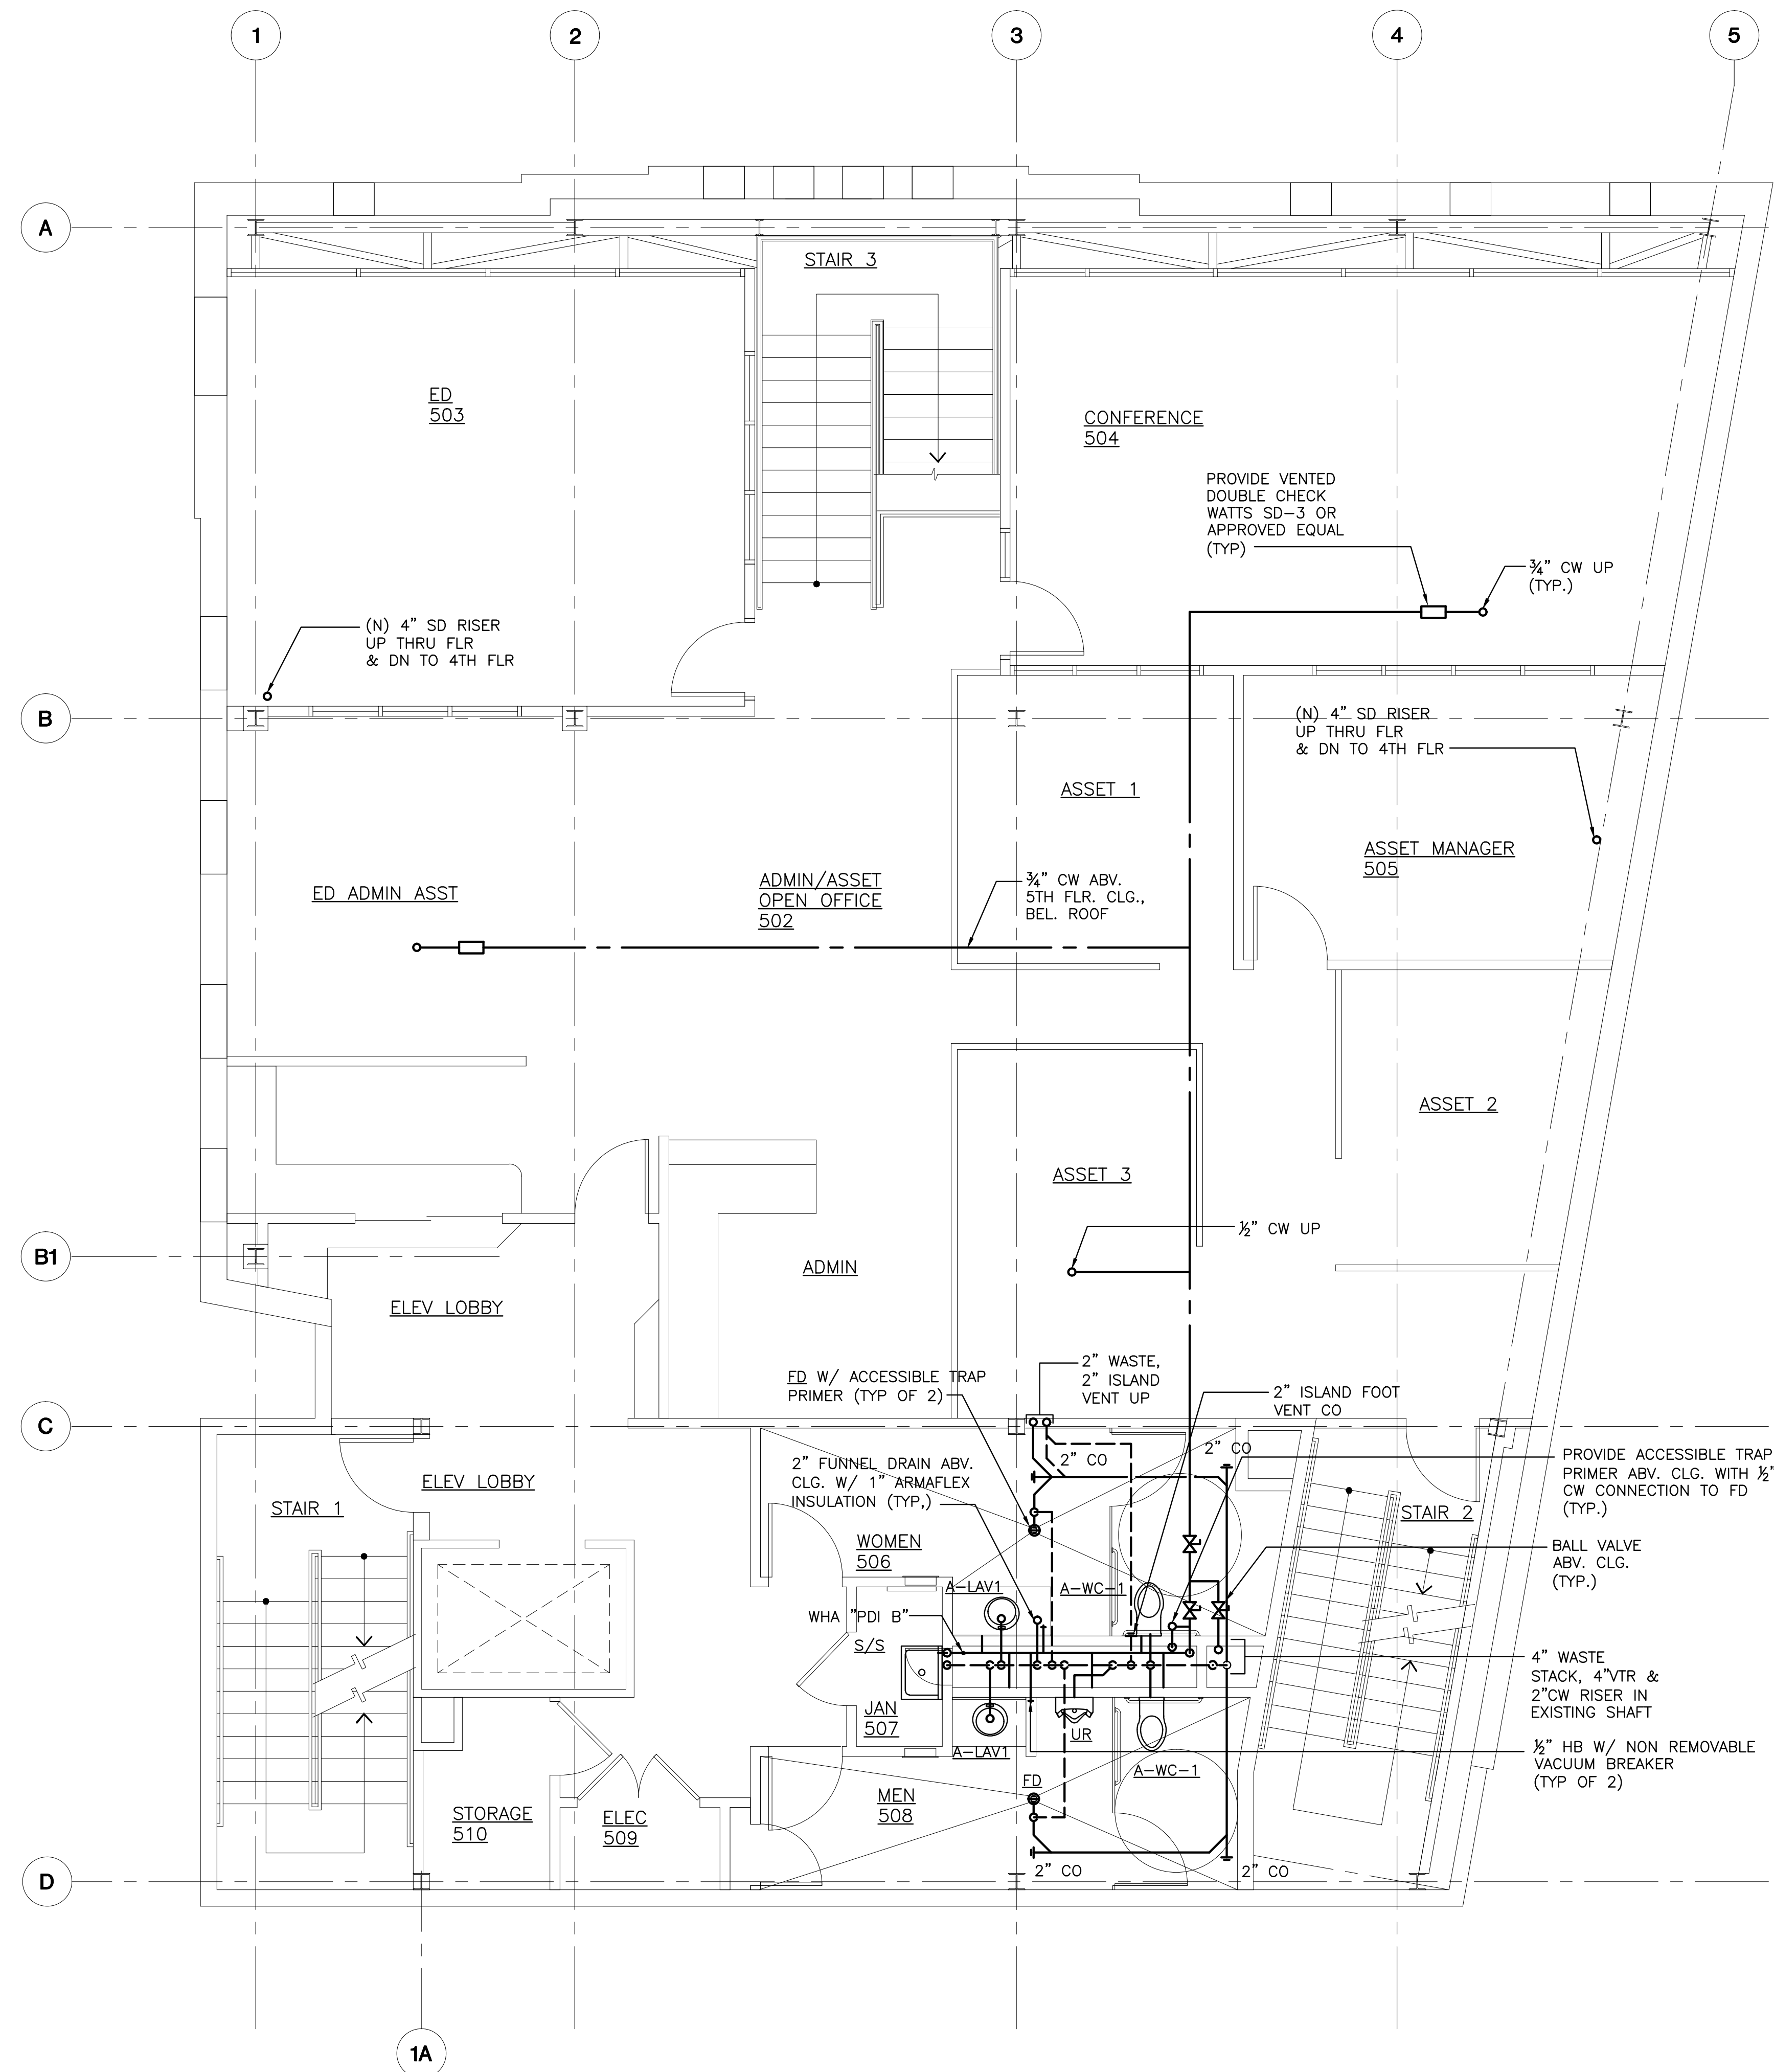 1
2
3
4
5
A
STAIR 3
ED
503
CONFERENCE
504
PROVIDE VENTED
DOUBLE CHECK
WATTS SD-3 OR
APPROVED EQUAL
(TYP)
¾" CW UP
(TYP.)
(N) 4" SD RISER
UP THRU FLR
& DN TO 4TH FLR
B
(N) 4" SD RISER
UP THRU FLR
& DN TO 4TH FLR
ASSET 1
ASSET MANAGER
505
ED ADMIN ASST
ADMIN/ASSET
OPEN OFFICE
502
¾" CW ABV.
5TH FLR. CLG.,
BEL. ROOF
ASSET 2
ASSET 3
½" CW UP
B1
ADMIN
ELEV LOBBY
FD W/ ACCESSIBLE TRAP
PRIMER (TYP OF 2)
2" WASTE,
2" ISLAND
VENT UP
2" ISLAND FOOT
VENT CO
C
2" CO
2" CO
PROVIDE ACCESSIBLE TRAP
PRIMER ABV. CLG. WITH ½"
CW CONNECTION TO FD
(TYP.)
2" FUNNEL DRAIN ABV.
CLG. W/ 1" ARMAFLEX
INSULATION (TYP,)
ELEV LOBBY
STAIR 1
STAIR 2
WOMEN
506
BALL VALVE
ABV. CLG.
(TYP.)
A-LAV1
A-WC-1
WHA "PDI B"
S/S
4" WASTE
STACK, 4"VTR &
2"CW RISER IN
EXISTING SHAFT
JAN
507
UR
A-LAV1
A-WC-1
½" HB W/ NON REMOVABLE
VACUUM BREAKER
(TYP OF 2)
FD
MEN
508
STORAGE
510
ELEC
509
D
2" CO
2" CO
1A